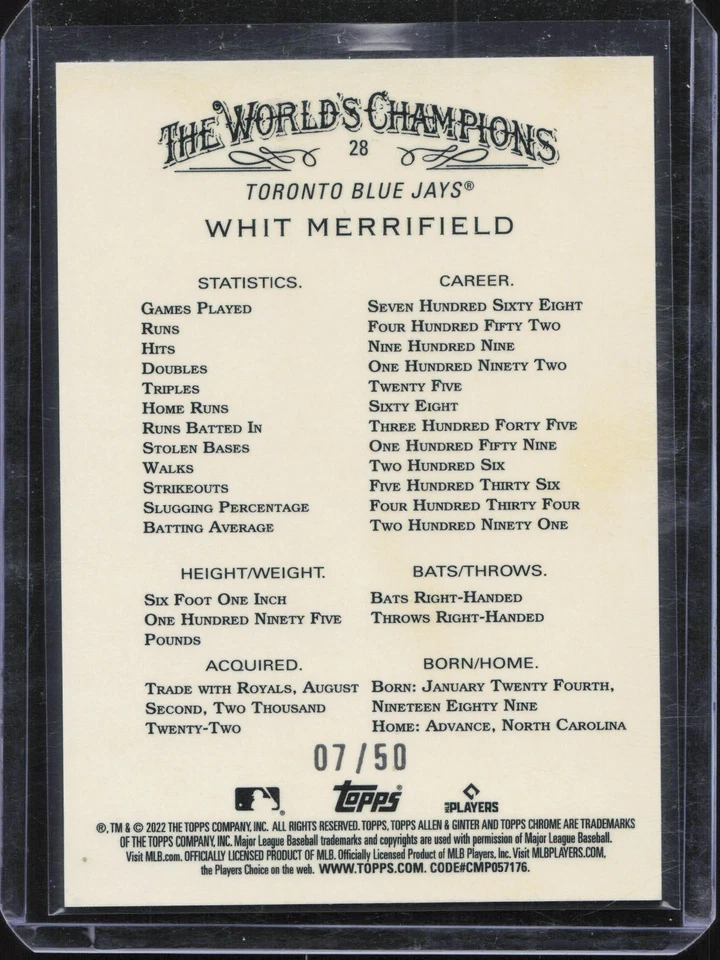 THE WORLD'S CHAMPIONS
28
TORONTO BLUE JAYS®
WHIT MERRIFIELD
STATISTICS. CAREER.
GAMES PLAYED SEVEN HUNDRED SIXTY EIGHT
RUNS FOUR HUNDRED FIFTY TWO
HITS NINE HUNDRED NINE
DOUBLES ONE HUNDRED NINETY TWO
TRIPLES TWENTY FIVE
HOME RUNS SIXTY EIGHT
RUNS BATTED IN THREE HUNDRED FORTY FIVE
STOLEN BASES ONE HUNDRED FIFTY NINE
WALKS TWO HUNDRED SIX
STRIKEOUTS FIVE HUNDRED THIRTY SIX
SLUGGING PERCENTAGE FOUR HUNDRED THIRTY FOUR
BATTING AVERAGE TWO HUNDRED NINETY ONE
HEIGHT/WEIGHT.
SIX FOOT ONE INCH
ONE HUNDRED NINETY FIVE
POUNDS
BATS/THROWS.
BATS RIGHT-HANDED
THROWS RIGHT-HANDED
ACQUIRED.
TRADE WITH ROYALS, AUGUST
SECOND, TWO THOUSAND
TWENTY-TWO
BORN/HOME.
BORN: JANUARY TWENTY FOURTH,
NINETEEN EIGHTY NINE
HOME: ADVANCE, NORTH CAROLINA
07/50
Topps®
MLB PLAYERS
®, TM & © 2022 THE TOPPS COMPANY, INC. ALL RIGHTS RESERVED. TOPPS, TOPPS ALLEN & GINTER AND TOPPS CHROME ARE TRADEMARKS
OF THE TOPPS COMPANY, INC. Major League Baseball trademarks and copyrights are used with permission of Major League Baseball.
Visit MLB.com. OFFICIALLY LICENSED PRODUCT OF MLB. Officially Licensed Product of MLB Players, Inc. Visit MLBPLAYERS.COM,
the Players Choice on the web. WWW.TOPPS.COM. CODE#CMP057176.